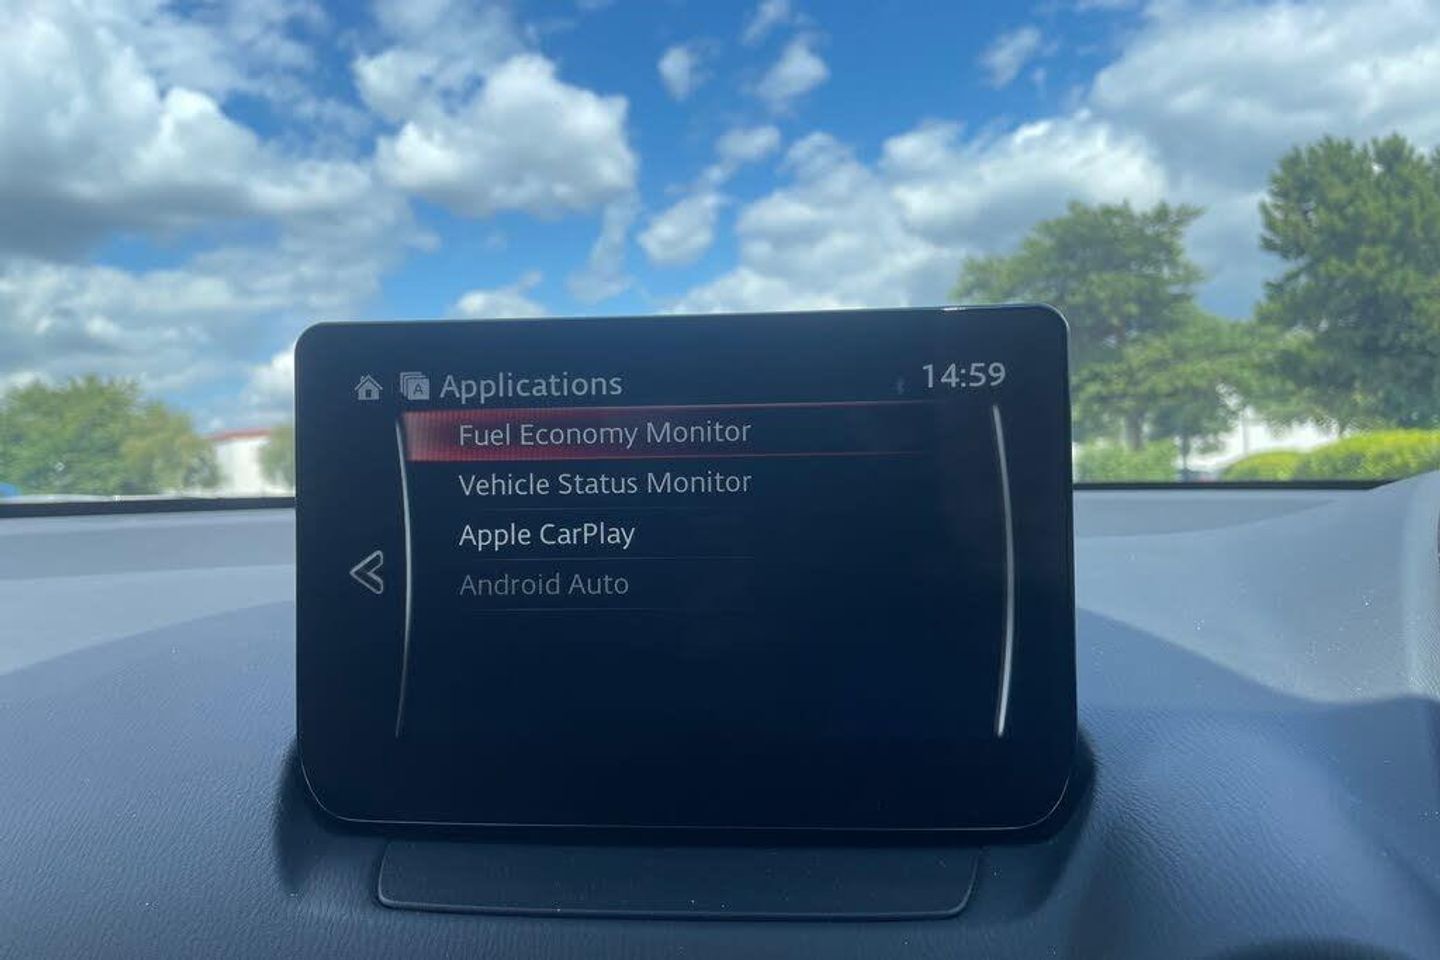 Applications
14:59
Fuel Economy Monitor
Vehicle Status Monitor
Apple CarPlay
Android Auto